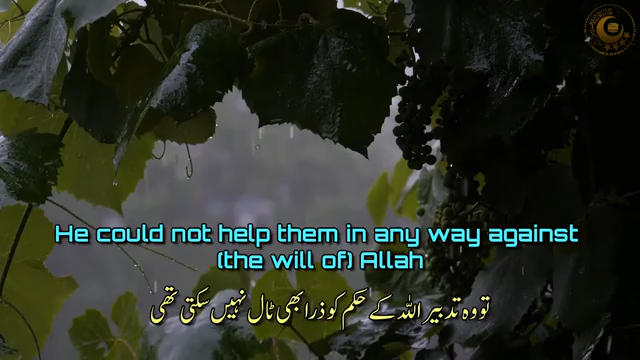 He could not help them in any way against
(the will of) Allah
تو وہ تدبیر اللہ کے حکم کو ذرا بھی ٹال نہیں سکتی تھی